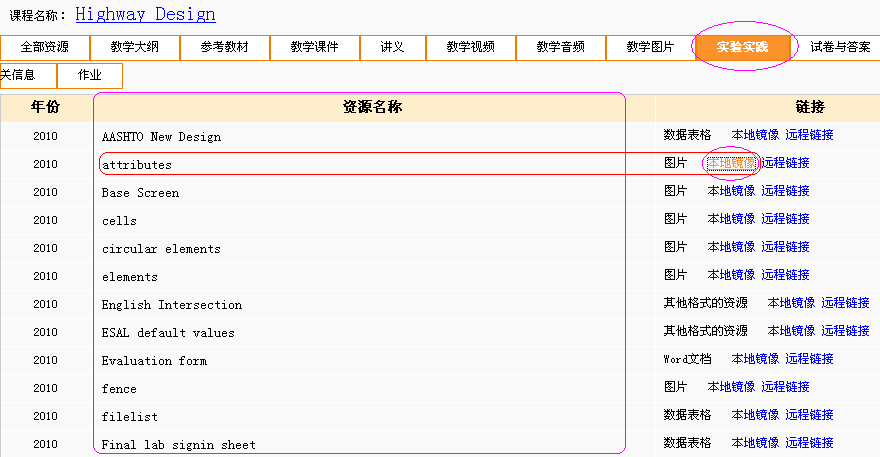 课程名称： Highway Design
全部资源 教学大纲 参考教材 教学课件 讲义 教学视频 教学音频 教学图片 实验实践 试卷与答案
关信息 作业
年份 资源名称 链接
2010 AASHTO New Design 数据表格 本地镜像 远程链接
2010 attributes 图片 本地镜像 远程链接
2010 Base Screen 图片 本地镜像 远程链接
2010 cells 图片 本地镜像 远程链接
2010 circular elements 图片 本地镜像 远程链接
2010 elements 图片 本地镜像 远程链接
2010 English Intersection 其他格式的资源 本地镜像 远程链接
2010 ESAL default values 其他格式的资源 本地镜像 远程链接
2010 Evaluation form Word文档 本地镜像 远程链接
2010 fence 图片 本地镜像 远程链接
2010 filelist 数据表格 本地镜像 远程链接
2010 Final lab signin sheet 数据表格 本地镜像 远程链接